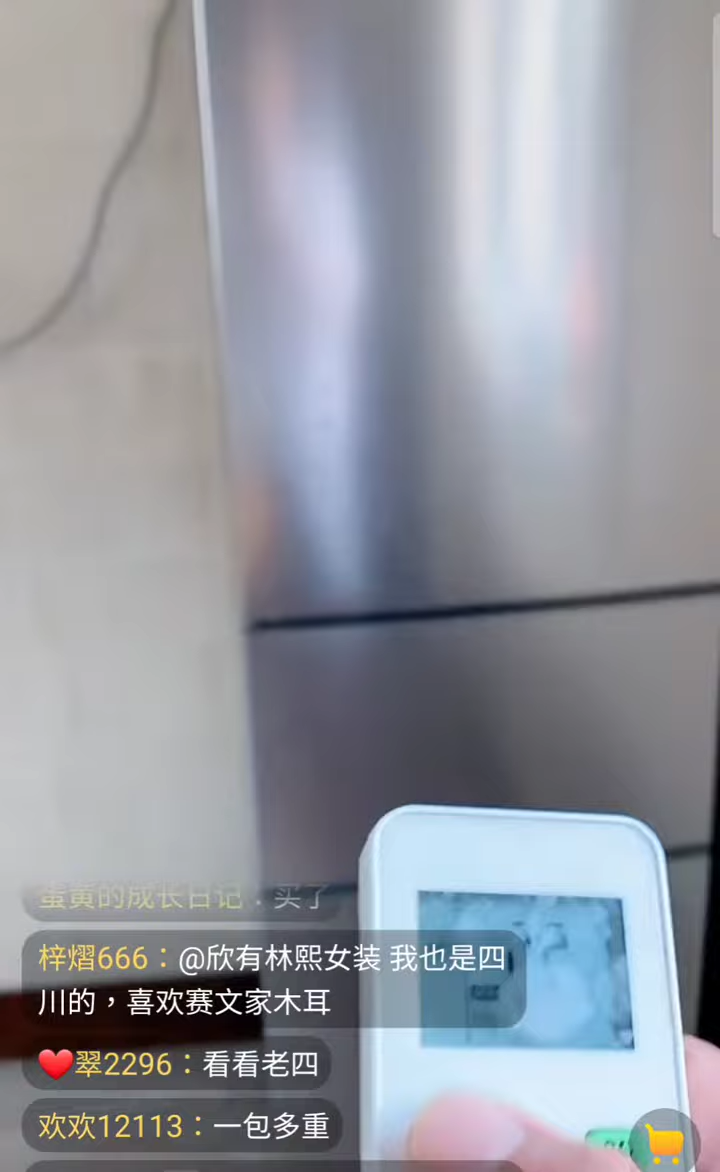 蛋黄的成长日记：买了
梓熠666：@欣有林熙女装 我也是四
川的，喜欢赛文家木耳
❤️翠2296：看看老四
欢欢12113：一包多重